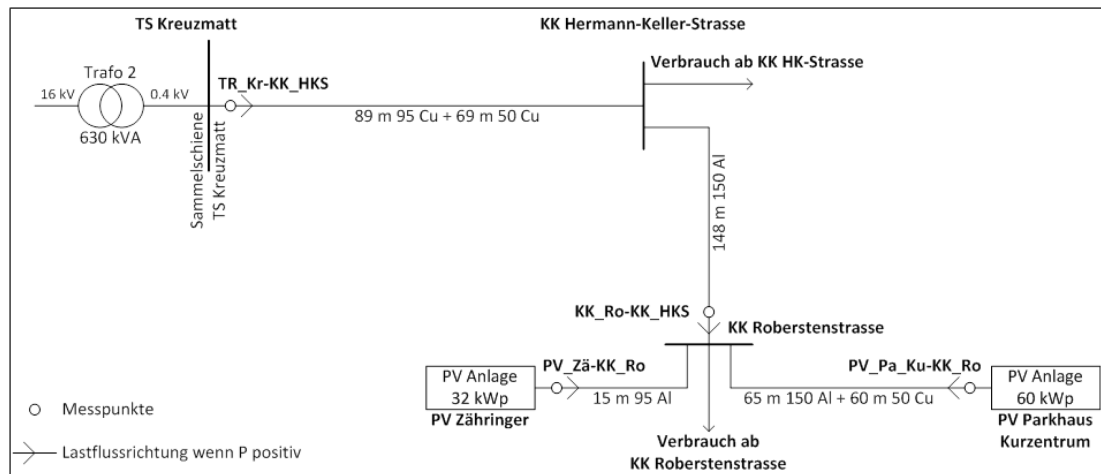 TS Kreuzmatt
KK Hermann-Keller-Strasse
Trafo 2
16 kV
0.4 kV
630 kVA
TR_Kr-KK_HKS
Verbrauch ab KK HK-Strasse
89 m 95 Cu + 69 m 50 Cu
Sammelschiene
TS Kreuzmatt
148 m 150 Al
KK_Ro-KK_HKS
KK Roberstenstrasse
PV_Zä-KK_Ro
PV_Pa_Ku-KK_Ro
PV Anlage
32 kWp
PV Zähringer
15 m 95 Al
65 m 150 Al + 60 m 50 Cu
PV Anlage
60 kWp
PV Parkhaus
Kurzentrum
Verbrauch ab
KK Roberstenstrasse
Messpunkte
Lastflussrichtung wenn P positiv